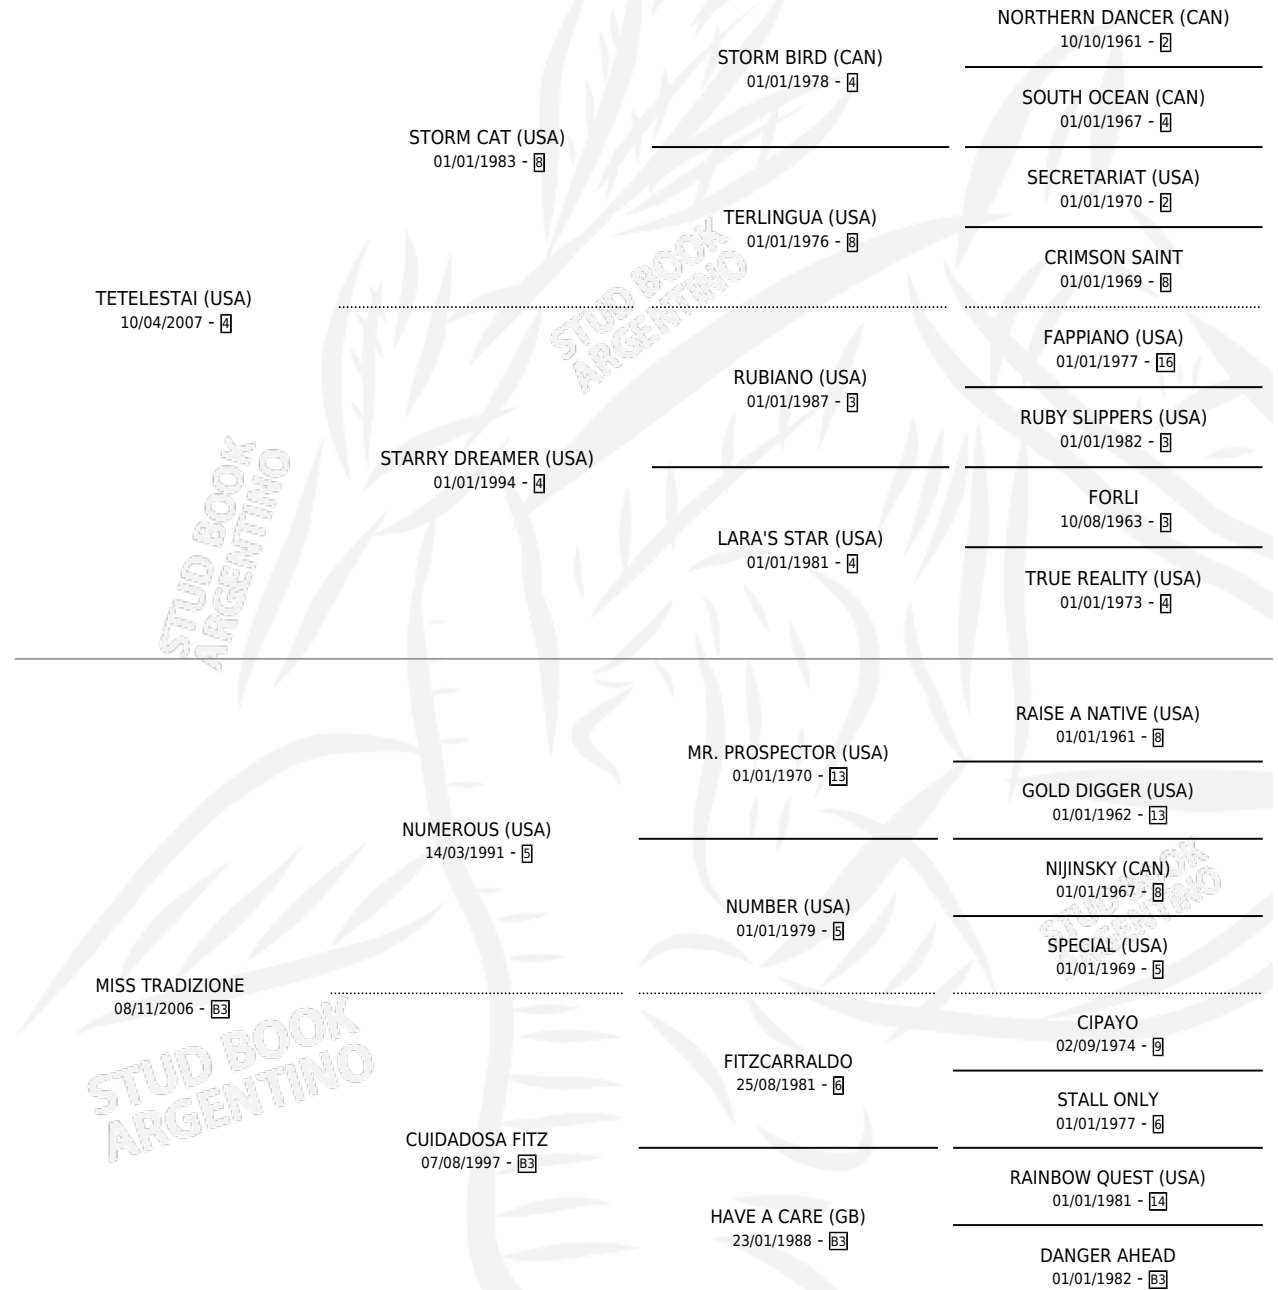 NORTHERN DANCER (CAN)
10/10/1961 - 2
STORM BIRD (CAN)
01/01/1978 - 4
SOUTH OCEAN (CAN)
01/01/1967 - 4
STORM CAT (USA)
01/01/1983 - 8
SECRETARIAT (USA)
01/01/1970 - 2
TERLINGUA (USA)
01/01/1976 - 8
CRIMSON SAINT
01/01/1969 - 8
TETELESTAI (USA)
10/04/2007 - 4
STUD BOOK
ARGENTINO
FAPPIANO (USA)
01/01/1977 - 16
RUBIANO (USA)
01/01/1987 - 3
RUBY SLIPPERS (USA)
01/01/1982 - 3
STARRY DREAMER (USA)
01/01/1994 - 4
FORLI
10/08/1963 - 3
LARA'S STAR (USA)
01/01/1981 - 4
TRUE REALITY (USA)
01/01/1973 - 4
STUD BOOK
ARGENTINO
RAISE A NATIVE (USA)
01/01/1961 - 8
MR. PROSPECTOR (USA)
01/01/1970 - 13
GOLD DIGGER (USA)
01/01/1962 - 13
NUMEROUS (USA)
14/03/1991 - 5
NIJINSKY (CAN)
01/01/1967 - 8
NUMBER (USA)
01/01/1979 - 5
SPECIAL (USA)
01/01/1969 - 5
STUD BOOK
ARGENTINO
MISS TRADIZIONE
08/11/2006 - B3
STUD BOOK
ARGENTINO
CIPAYO
02/09/1974 - 9
FITZCARRALDO
25/08/1981 - 6
STALL ONLY
01/01/1977 - 6
CUIDADOSA FITZ
07/08/1997 - B3
RAINBOW QUEST (USA)
01/01/1981 - 14
HAVE A CARE (GB)
23/01/1988 - B3
DANGER AHEAD
01/01/1982 - B3